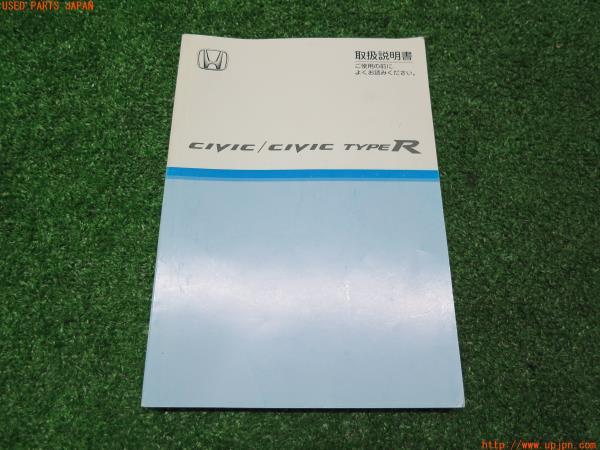 USED PARTS JAPAN
取扱説明書
ご使用の前に
よくお読みください。
CIVIC/CIVIC TYPE R
http://www.upjpn.com/